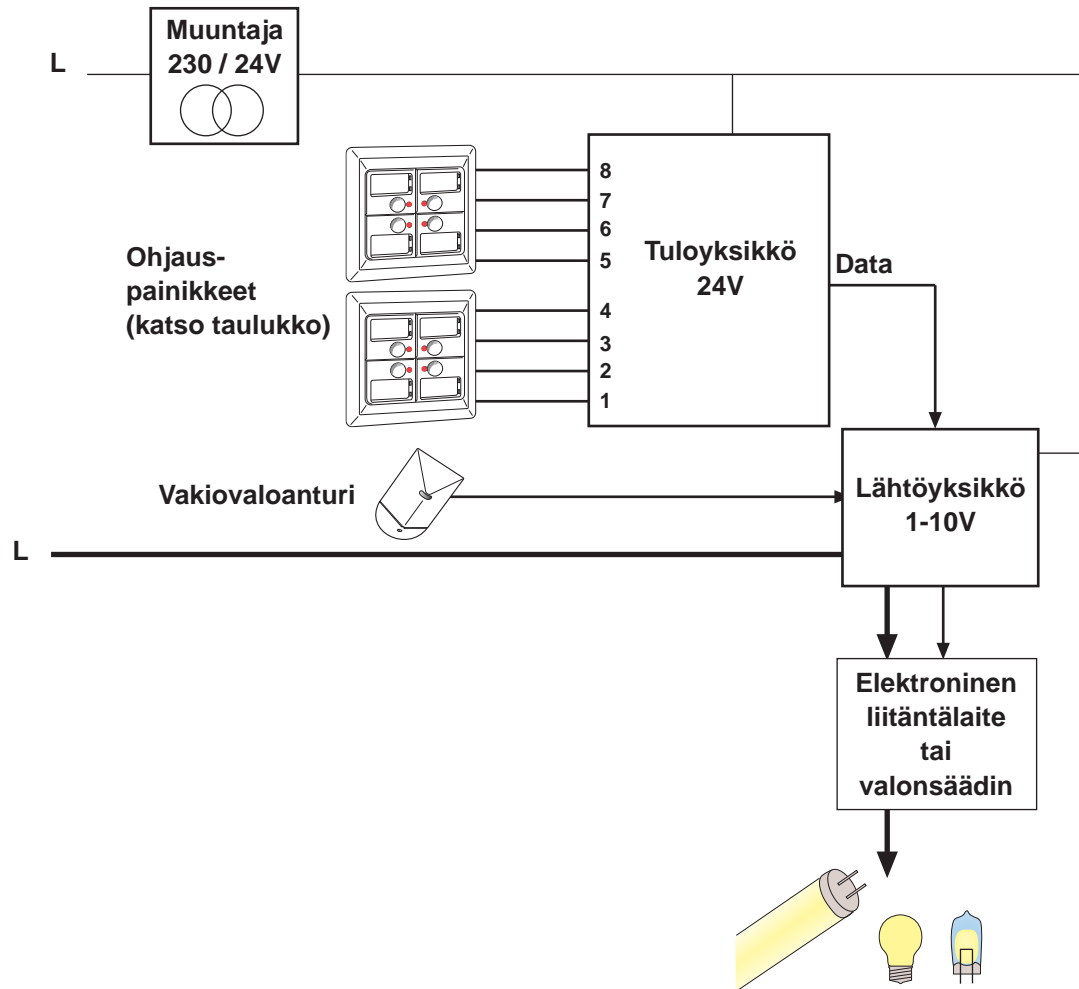 L
Muuntaja
230 / 24V
8
7
6
5
4
3
2
1
Ohjaus-
painikkeet
(katso taulukko)
Tuloyksikkö
24V
Data
Vakiovaloanturi
Lähtöyksikkö
1-10V
L
Elektroninen
liitäntälaite
tai
valonsäädin